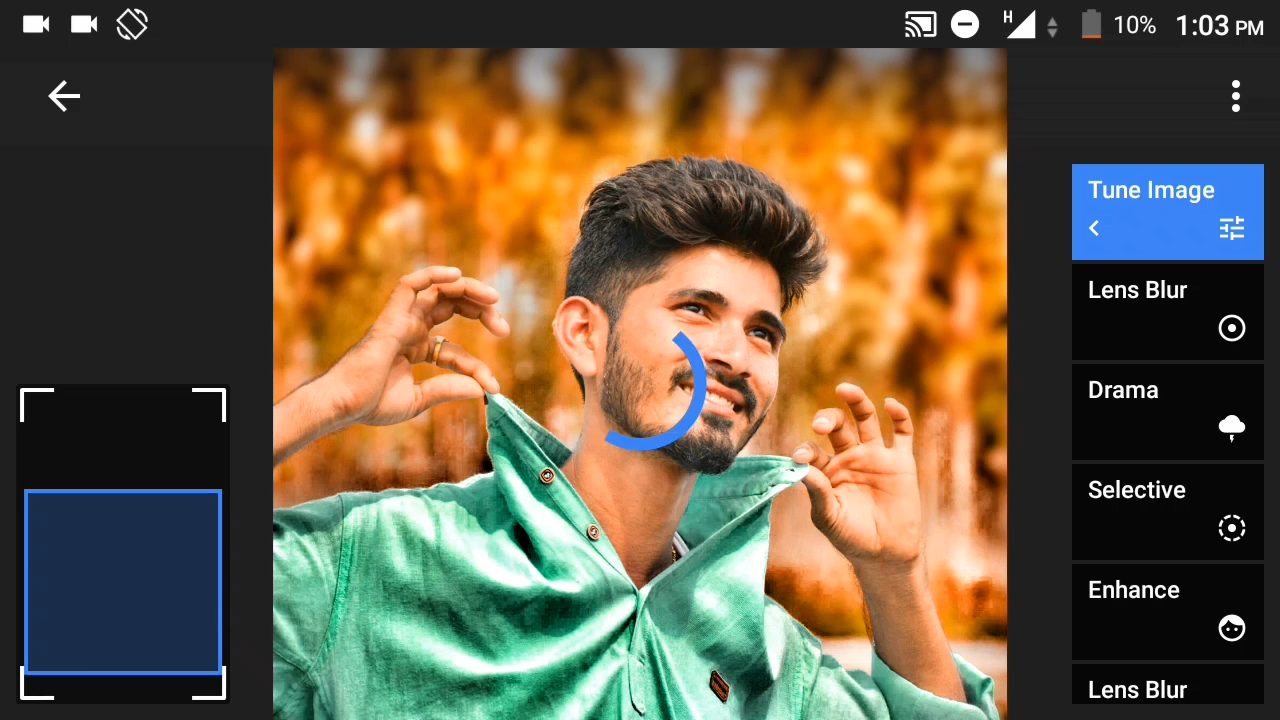 H 10% 1:03 PM
Tune Image
Lens Blur
Drama
Selective
Enhance
Lens Blur